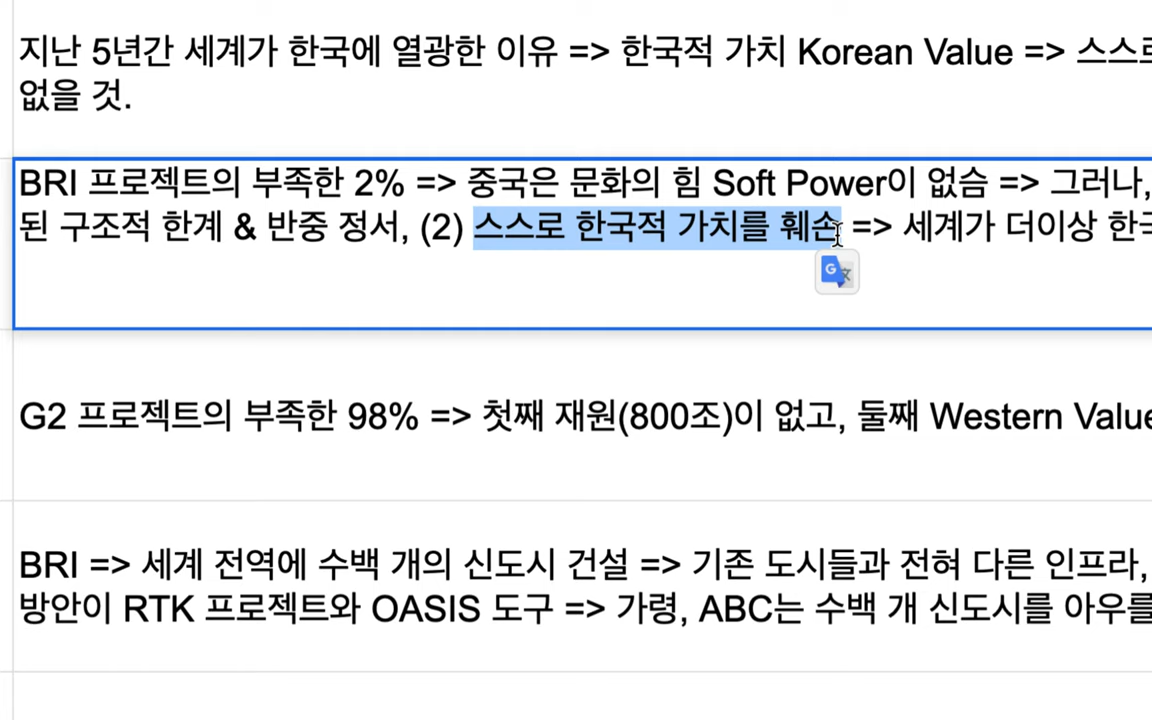 지난 5년간 세계가 한국에 열광한 이유 => 한국적 가치 Korean Value => 스스로
없을 것.
BRI 프로젝트의 부족한 2% => 중국은 문화의 힘 Soft Power이 없슴 => 그러나,
된 구조적 한계 & 반중 정서, (2) 스스로 한국적 가치를 훼손 => 세계가 더이상 한국
G2 프로젝트의 부족한 98% => 첫째 재원(800조)이 없고, 둘째 Western Value
BRI => 세계 전역에 수백 개의 신도시 건설 => 기존 도시들과 전혀 다른 인프라,
방안이 RTK 프로젝트와 OASIS 도구 => 가령, ABC는 수백 개 신도시를 아우를